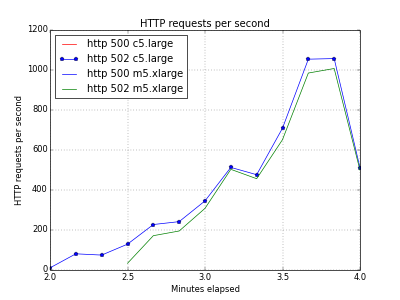 HTTP requests per second
1200
1000
800
600
400
200
0
HTTP requests per second
http 500 c5.large
http 502 c5.large
http 500 m5.xlarge
http 502 m5.xlarge
2.0 2.5 3.0 3.5 4.0
Minutes elapsed